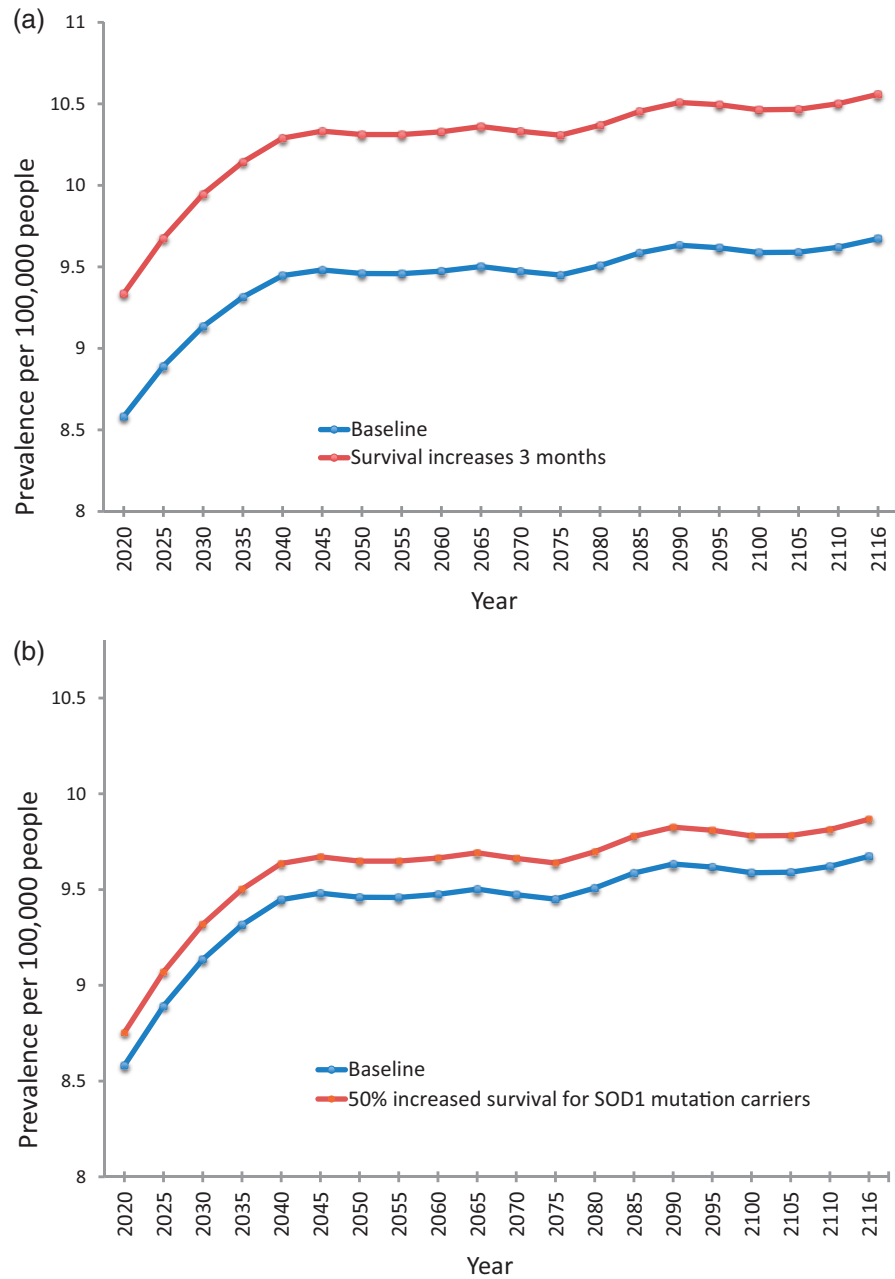 (a)
11
10.5
10
9.5
9
8.5
8
Prevalence per 100,000 people
Baseline
Survival increases 3 months
2020 2025 2030 2035 2040 2045 2050 2055 2060 2065 2070 2075 2080 2085 2090 2095 2100 2105 2110 2116
Year
(b)
10.5
10
9.5
9
8.5
8
Prevalence per 100,000 people
Baseline
50% increased survival for SOD1 mutation carriers
2020 2025 2030 2035 2040 2045 2050 2055 2060 2065 2070 2075 2080 2085 2090 2095 2100 2105 2110 2116
Year